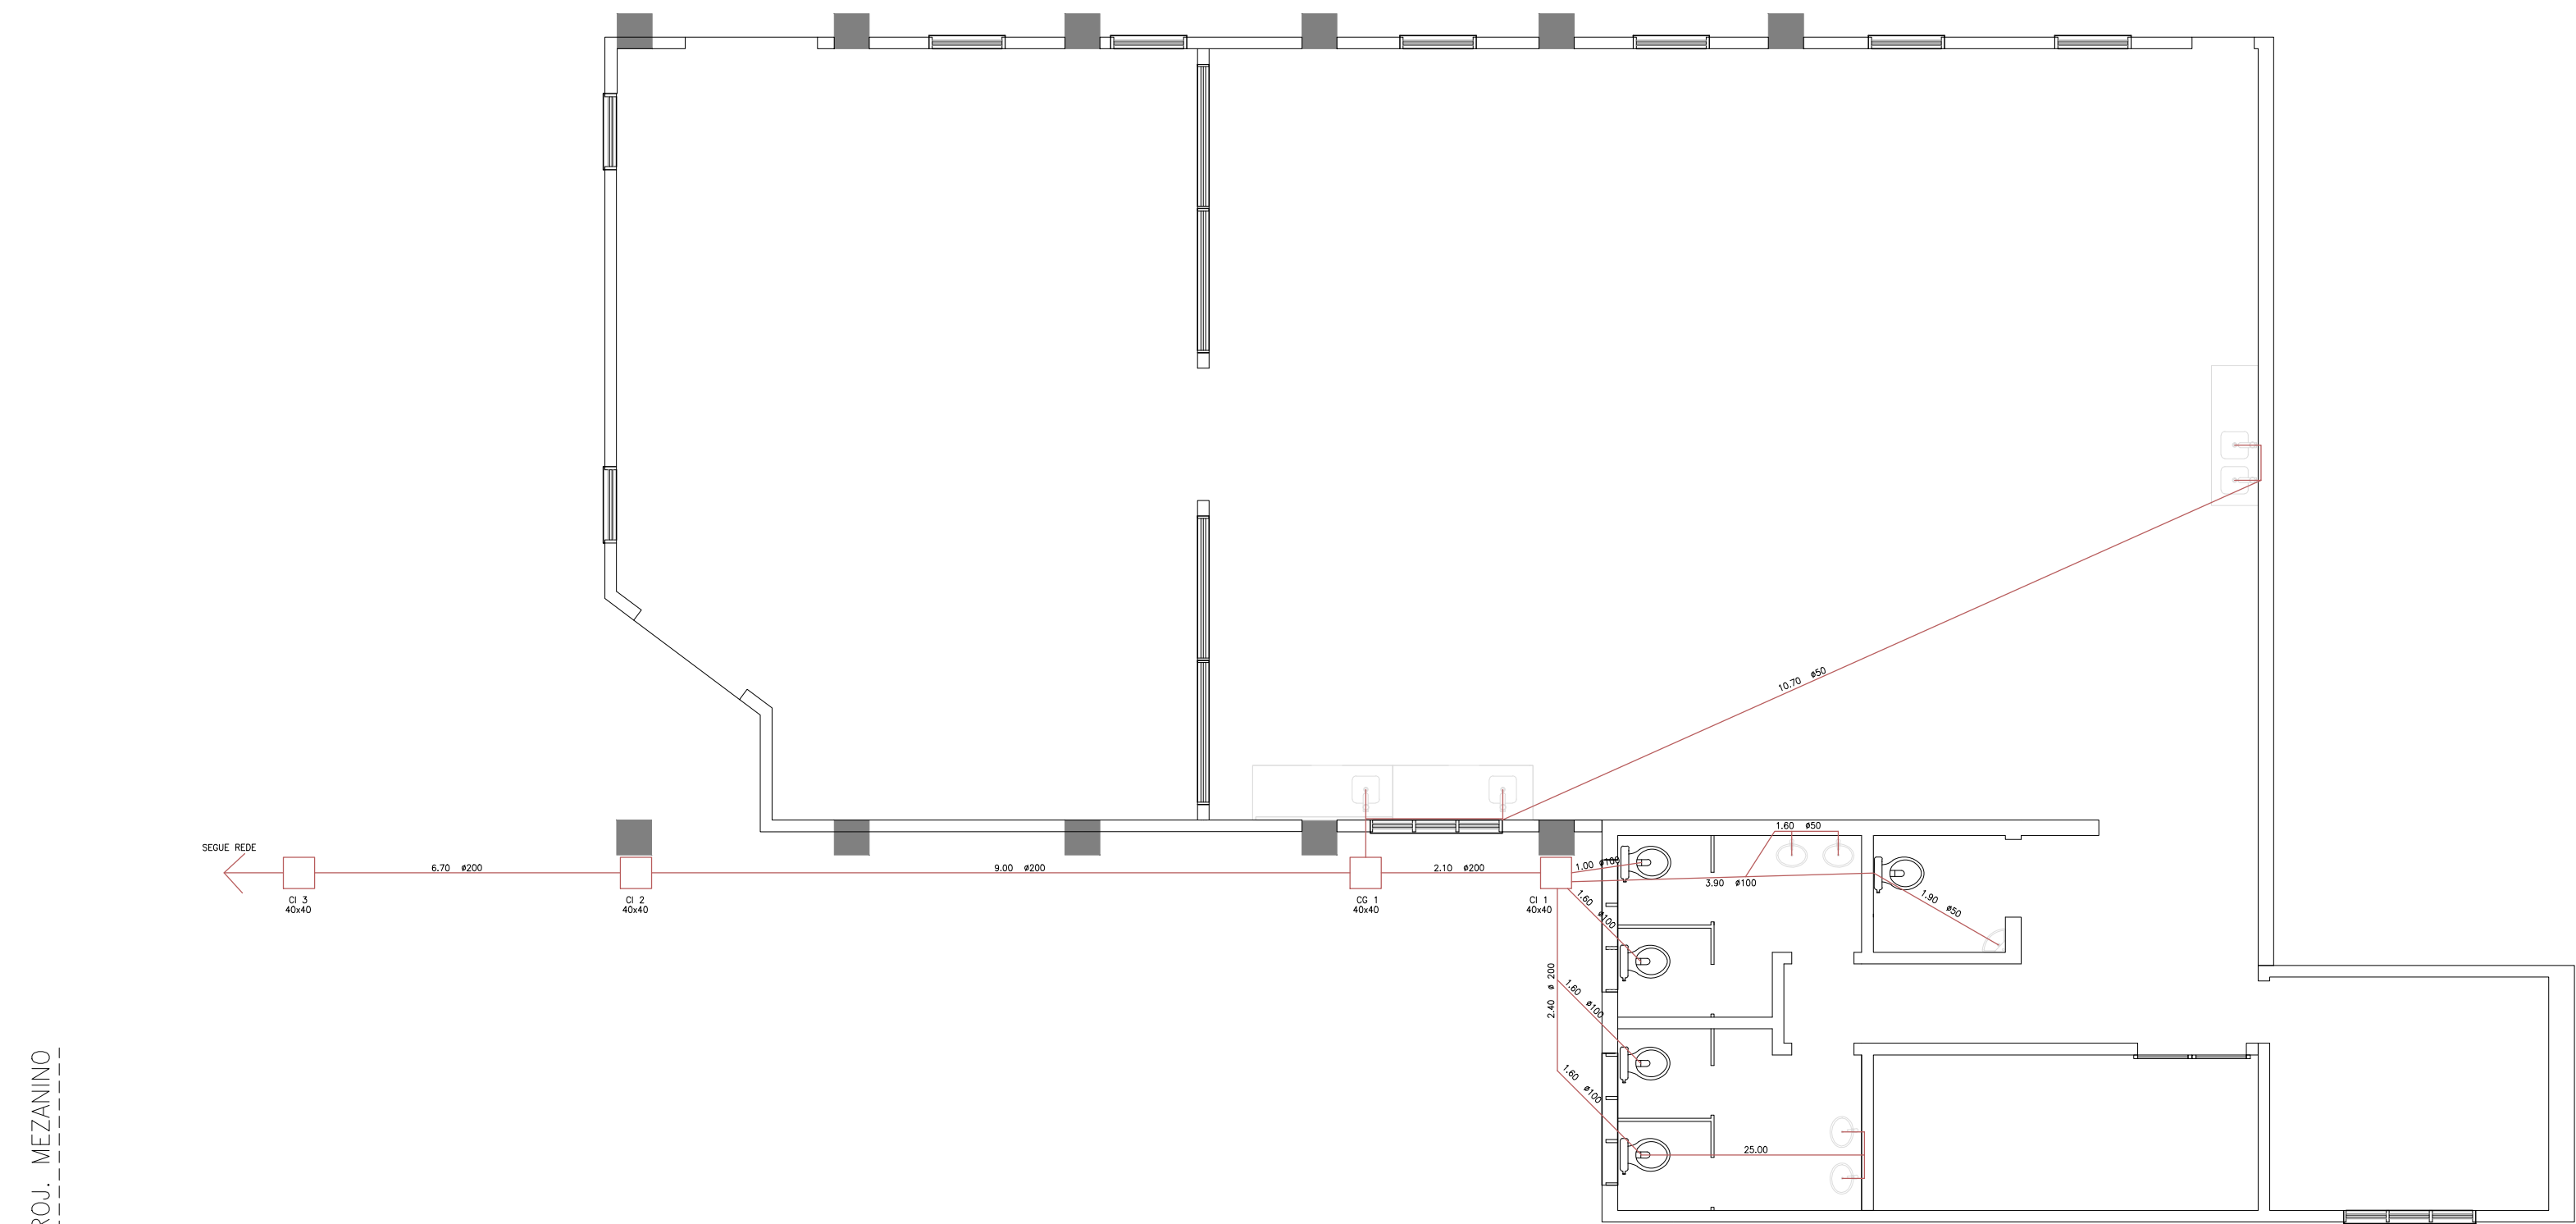 10.70 ø50
SEGUE REDE
6.70 ø200
9.00 ø200
2.10 ø200
1.00 ø100
1.60 ø50
3.90 ø100
CI 3
40x40
CI 2
40x40
CG 1
40x40
CI 1
40x40
1.60 ø100
1.90 ø50
2.40 ø 200
1.60 ø100
1.60 ø100
25.00
ROJ. MEZANINO